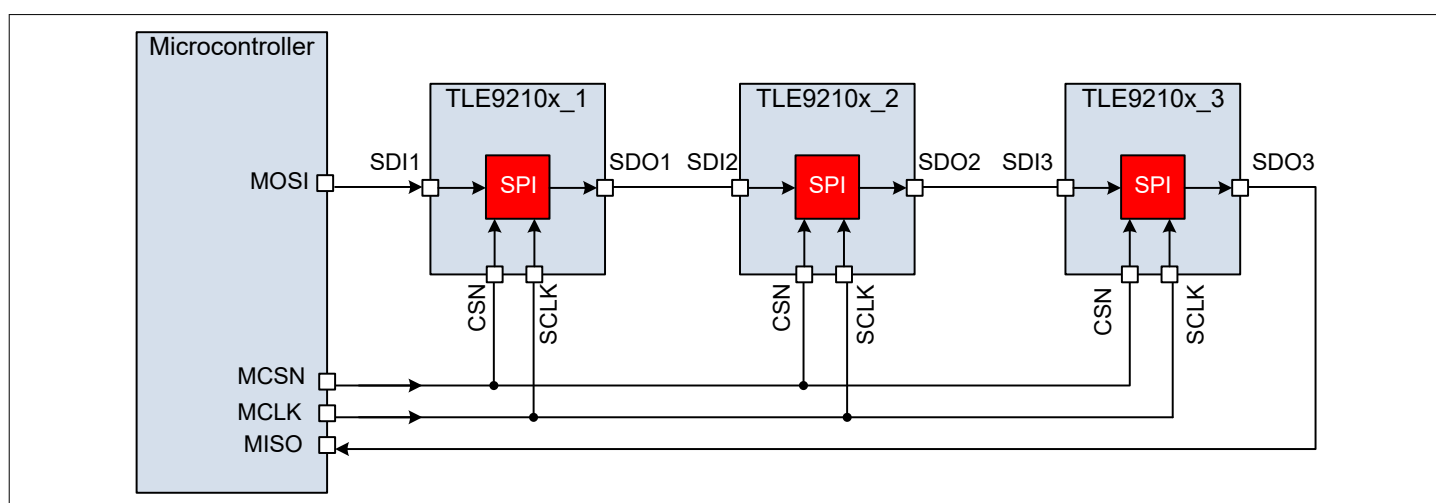 Microcontroller
TLE9210x_1
TLE9210x_2
TLE9210x_3
MOSI
SDI1
SPI
SDO1
SDI2
SPI
SDO2
SDI3
SPI
SDO3
CSN
SCLK
CSN
SCLK
CSN
SCLK
MCSN
MCLK
MISO